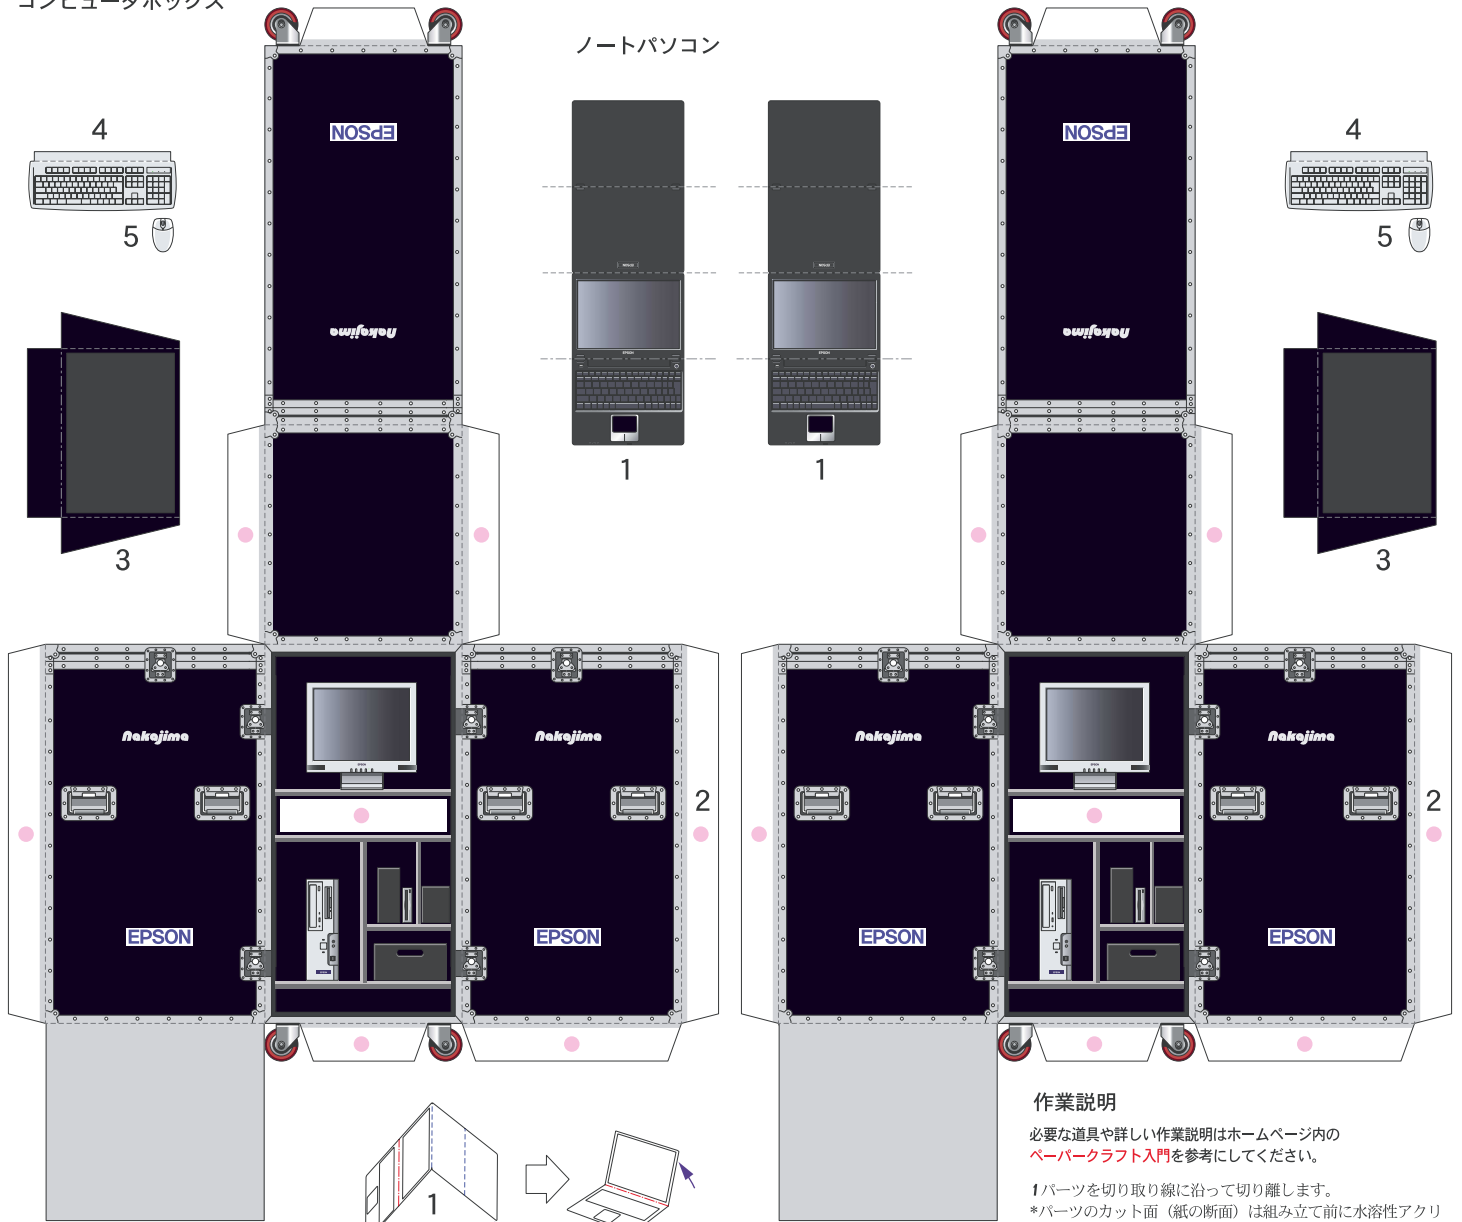 コンピュータボックス
ノートパソコン
EPSON
EPSON
4
4
5
5
EPSON
EPSON
nakajima
nakajima
EPSON
EPSON
1
1
3
3
nakajima
nakajima
nakajima
nakajima
2
2
EPSON
EPSON
EPSON
EPSON
1
作業説明
必要な道具や詳しい作業説明はホームページ内の
ペーパークラフト入門を参考にしてください。
1パーツを切り取り線に沿って切り離します。
*パーツのカット面（紙の断面）は組み立て前に水溶性アクリ